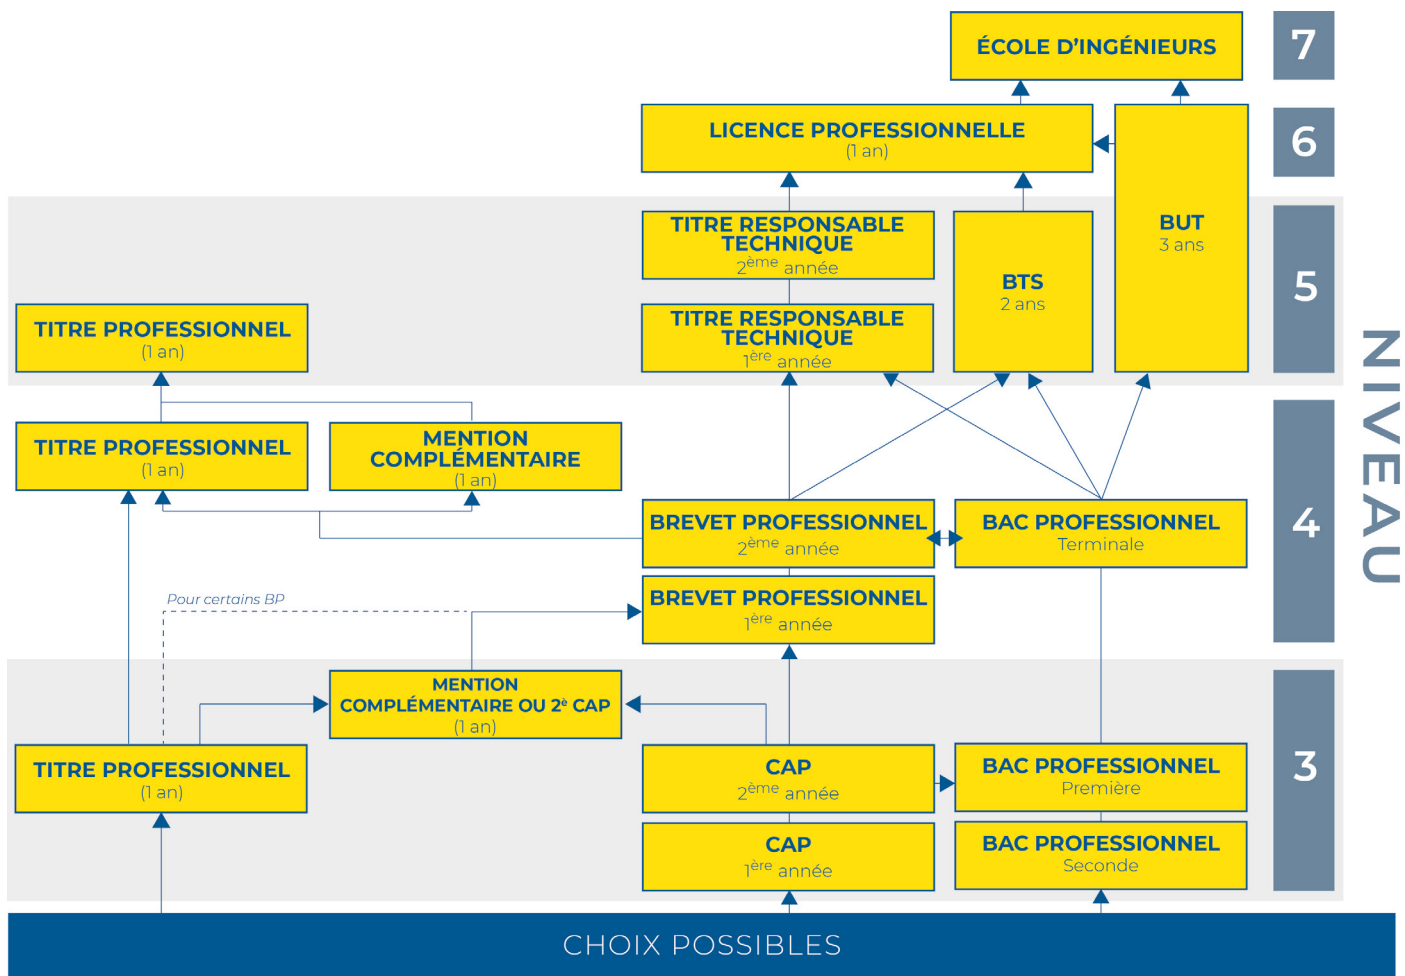 ÉCOLE D'INGÉNIEURS
7
LICENCE PROFESSIONNELLE
(1 an)
6
TITRE RESPONSABLE
TECHNIQUE
2ème année
BTS
2 ans
BUT
3 ans
5
TITRE PROFESSIONNEL
(1 an)
TITRE RESPONSABLE
TECHNIQUE
1ère année
NIVEAU
TITRE PROFESSIONNEL
(1 an)
MENTION
COMPLÉMENTAIRE
(1 an)
4
BREVET PROFESSIONNEL
2ème année
BAC PROFESSIONNEL
Terminale
Pour certains BP
BREVET PROFESSIONNEL
1ère année
MENTION
COMPLÉMENTAIRE OU 2è CAP
(1 an)
3
TITRE PROFESSIONNEL
(1 an)
CAP
2ème année
BAC PROFESSIONNEL
Première
CAP
1ère année
BAC PROFESSIONNEL
Seconde
CHOIX POSSIBLES